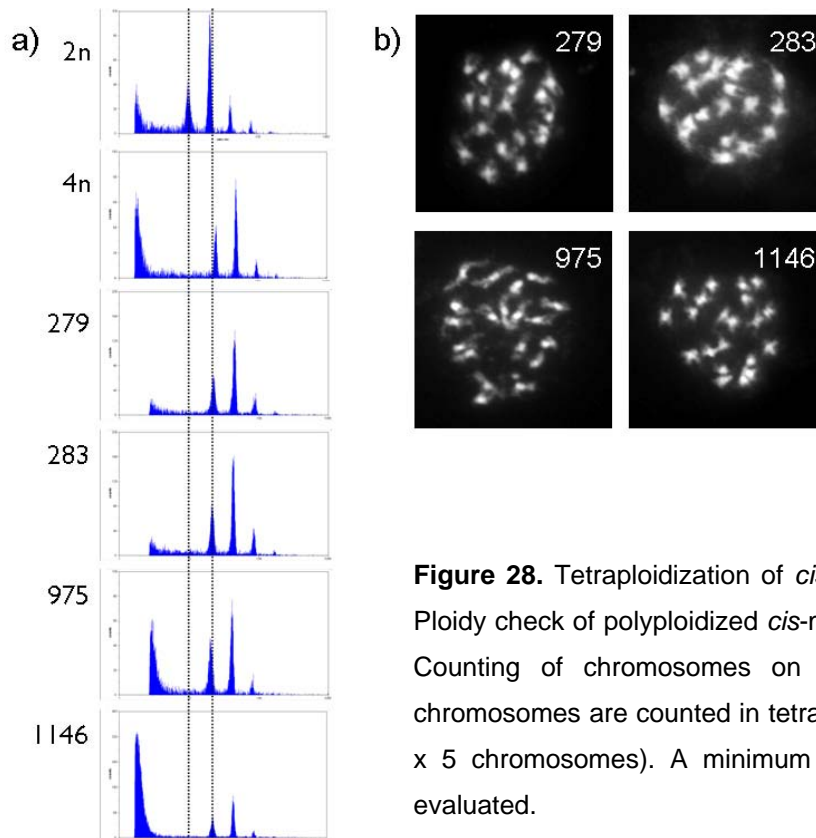 a)
2n
4n
279
283
975
1146
b)
279
283
975
1146
Figure 28. Tetraploidization of cis
Ploidy check of polyploidized cis-r
Counting of chromosomes on
chromosomes are counted in tetra
x 5 chromosomes). A minimum
evaluated.